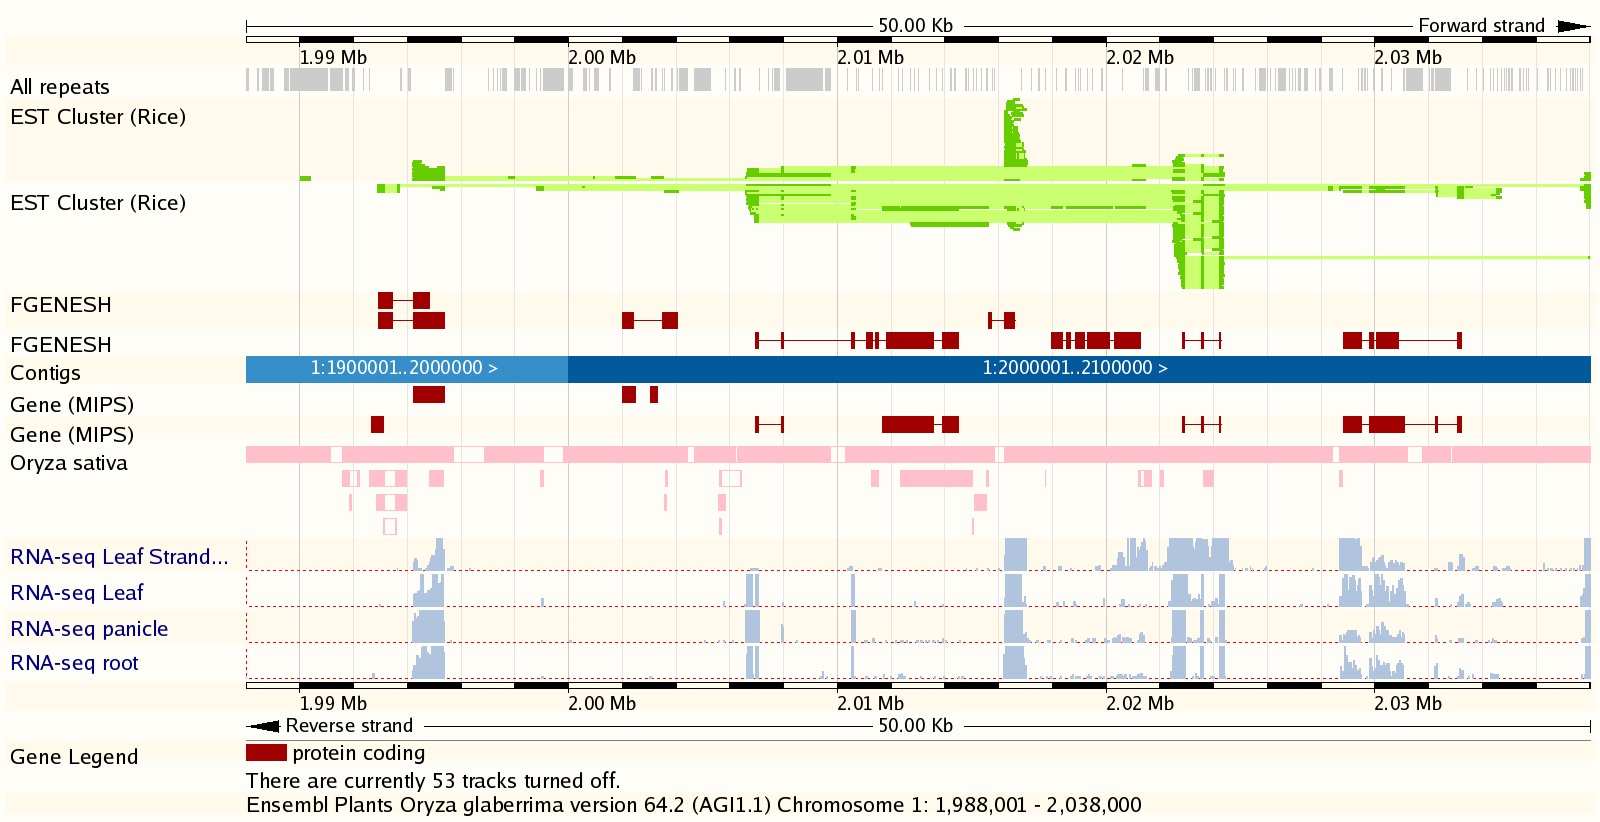 50.00 Kb Forward strand
1.99 Mb 2.00 Mb 2.01 Mb 2.02 Mb 2.03 Mb
All repeats
EST Cluster (Rice)
EST Cluster (Rice)
FGENESH
FGENESH
1:1900001..2000000 > 1:2000001..2100000 >
Contigs
Gene (MIPS)
Gene (MIPS)
Oryza sativa
RNA-seq Leaf Strand...
RNA-seq Leaf
RNA-seq panicle
RNA-seq root
1.99 Mb 2.00 Mb 2.01 Mb 2.02 Mb 2.03 Mb
Reverse strand 50.00 Kb
Gene Legend protein coding
There are currently 53 tracks turned off.
Ensembl Plants Oryza glaberrima version 64.2 (AGI1.1) Chromosome 1: 1,988,001 - 2,038,000